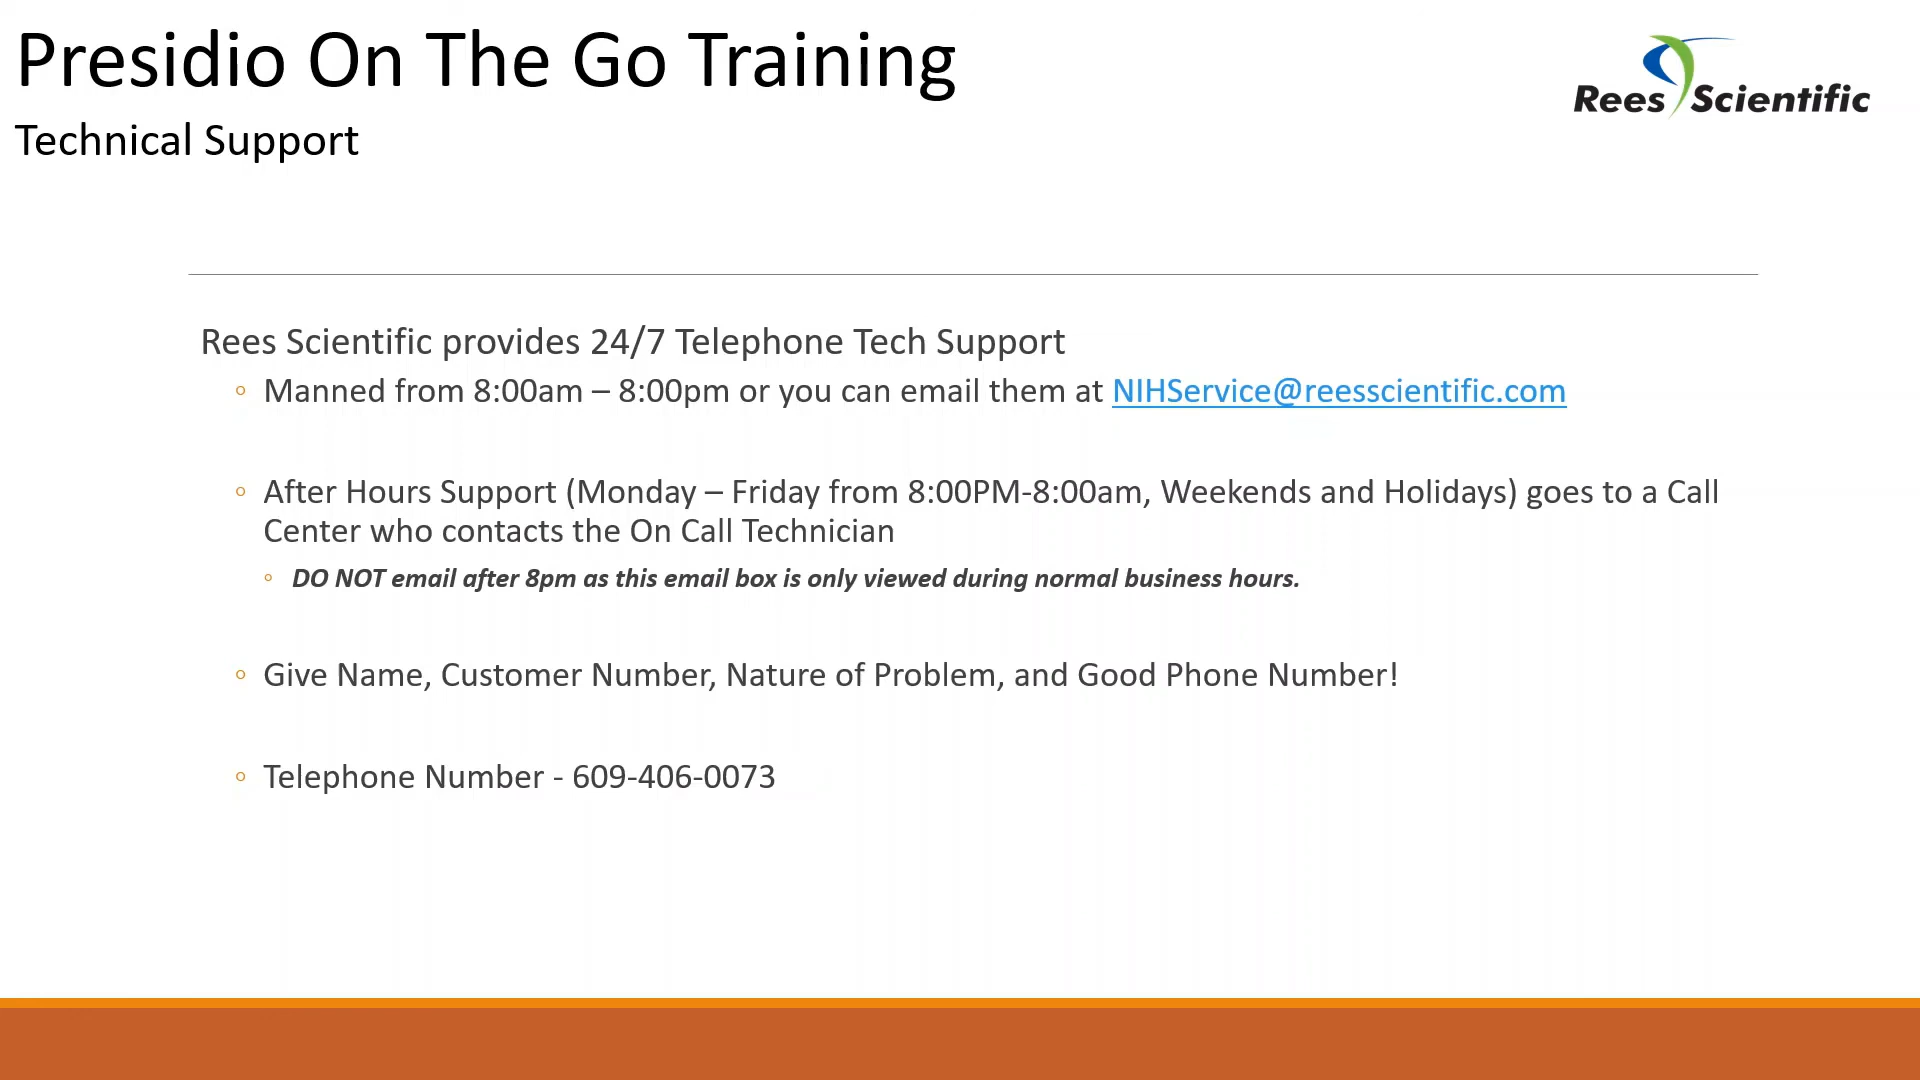 Presidio On The Go Training
Rees Scientific
Technical Support
Rees Scientific provides 24/7 Telephone Tech Support
◦ Manned from 8:00am – 8:00pm or you can email them at NIHService@reesscientific.com
◦ After Hours Support (Monday – Friday from 8:00PM-8:00am, Weekends and Holidays) goes to a Call
Center who contacts the On Call Technician
◦ DO NOT email after 8pm as this email box is only viewed during normal business hours.
◦ Give Name, Customer Number, Nature of Problem, and Good Phone Number!
◦ Telephone Number - 609-406-0073